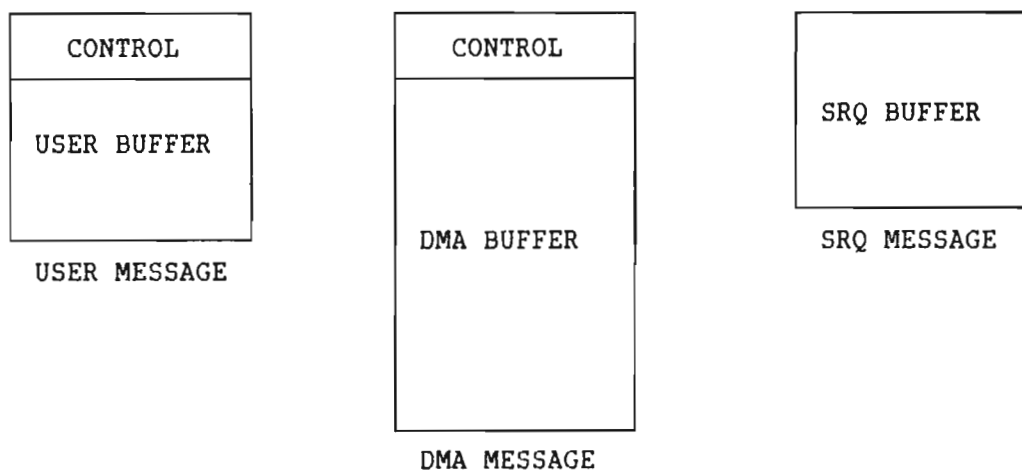 CONTROL
USER BUFFER
USER MESSAGE
CONTROL
DMA BUFFER
DMA MESSAGE
SRQ BUFFER
SRQ MESSAGE